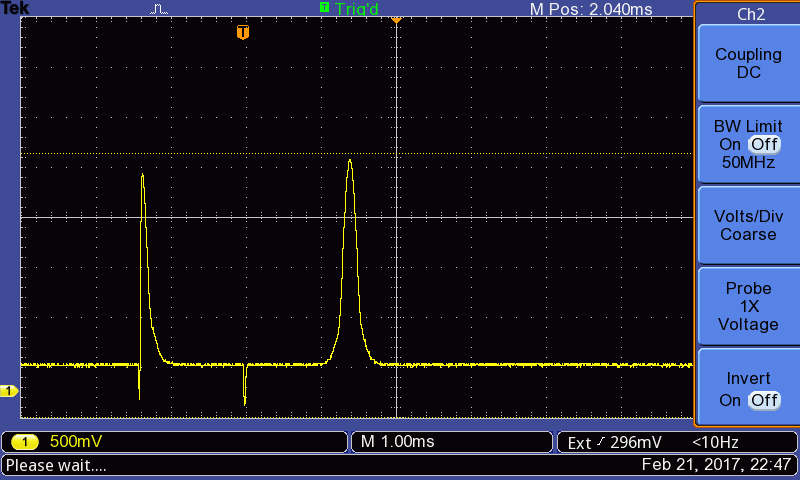 Tek
T Trig'd
M Pos: 2.040ms
T
Ch2
Coupling
DC
BW Limit
On Off
50MHz
Volts/Div
Coarse
Probe
1X
Voltage
Invert
On Off
1
1 500mV
M 1.00ms
Ext 296mV
<10Hz
Please wait....
Feb 21, 2017, 22:47